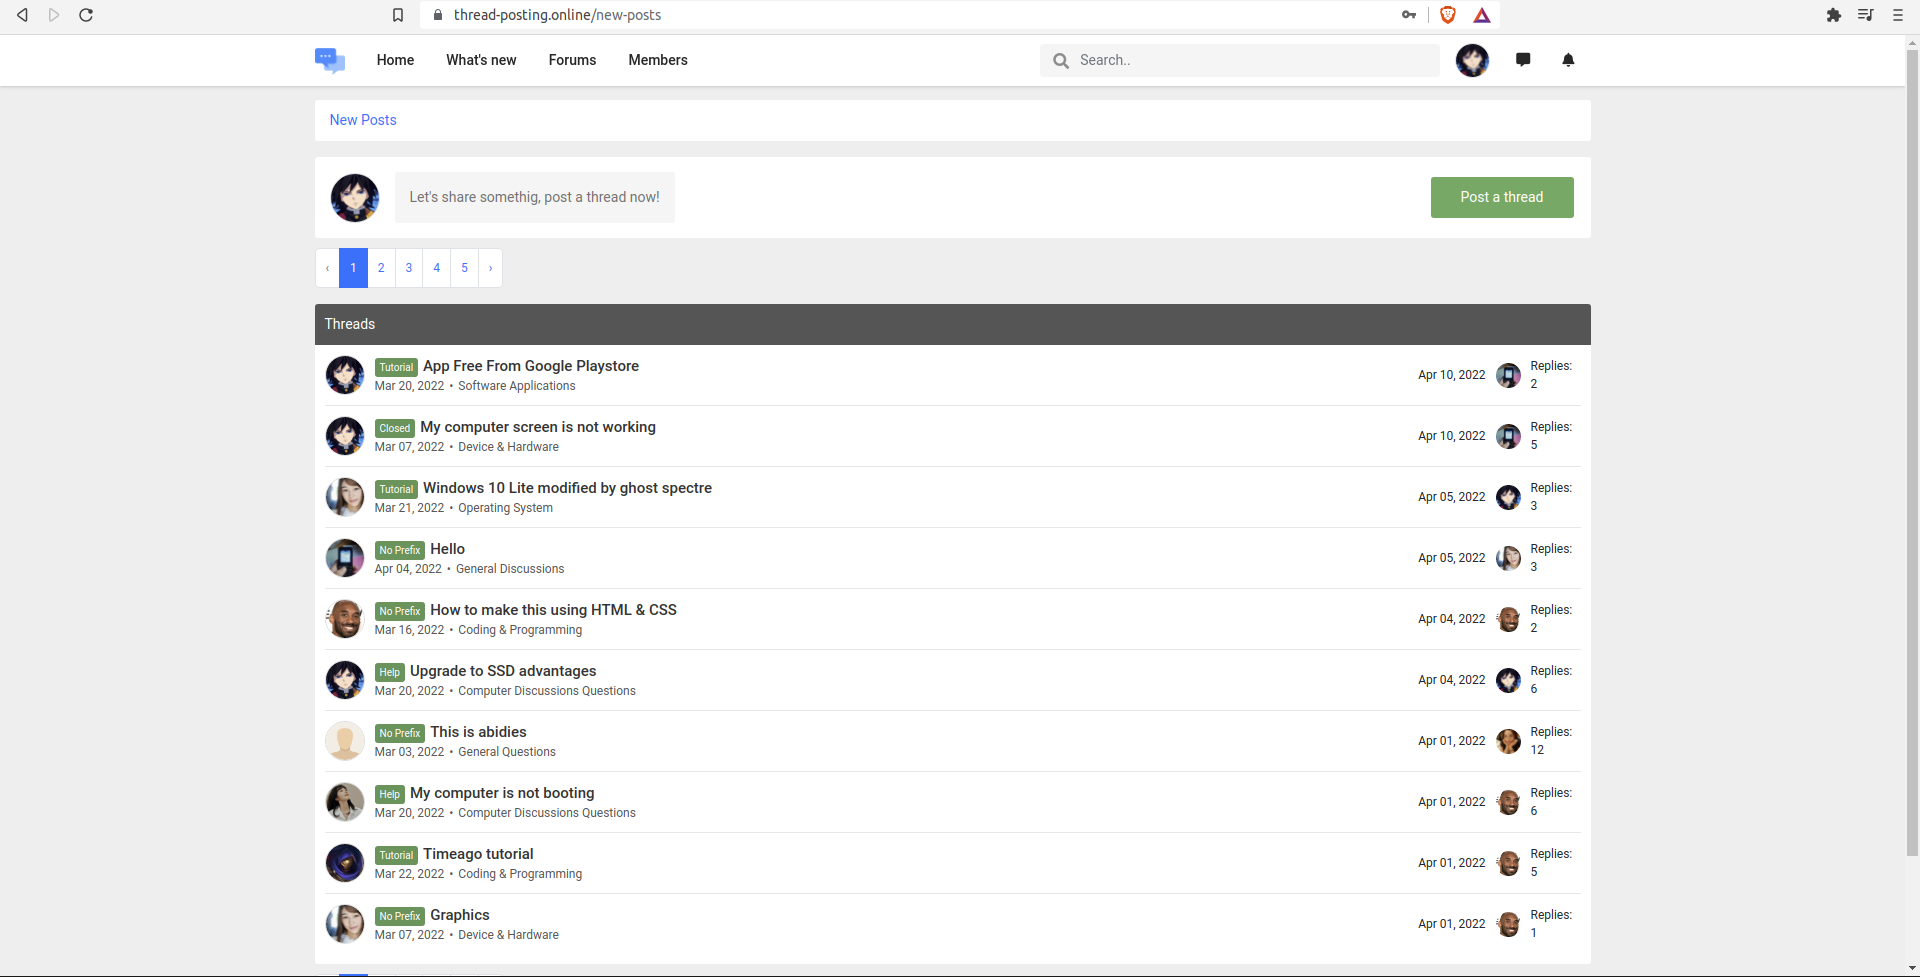 thread-posting.online/new-posts
Home What's new Forums Members Search..
New Posts
Let's share somethig, post a thread now! Post a thread
‹ 1 2 3 4 5 ›
Threads
Tutorial App Free From Google Playstore
Mar 20, 2022 • Software Applications
Apr 10, 2022
Replies:
2
Closed My computer screen is not working
Mar 07, 2022 • Device & Hardware
Apr 10, 2022
Replies:
5
Tutorial Windows 10 Lite modified by ghost spectre
Mar 21, 2022 • Operating System
Apr 05, 2022
Replies:
3
No Prefix Hello
Apr 04, 2022 • General Discussions
Apr 05, 2022
Replies:
3
No Prefix How to make this using HTML & CSS
Mar 16, 2022 • Coding & Programming
Apr 04, 2022
Replies:
2
Help Upgrade to SSD advantages
Mar 20, 2022 • Computer Discussions Questions
Apr 04, 2022
Replies:
6
No Prefix This is abidies
Mar 03, 2022 • General Questions
Apr 01, 2022
Replies:
12
Help My computer is not booting
Mar 20, 2022 • Computer Discussions Questions
Apr 01, 2022
Replies:
6
Tutorial Timeago tutorial
Mar 22, 2022 • Coding & Programming
Apr 01, 2022
Replies:
5
No Prefix Graphics
Mar 07, 2022 • Device & Hardware
Apr 01, 2022
Replies:
1